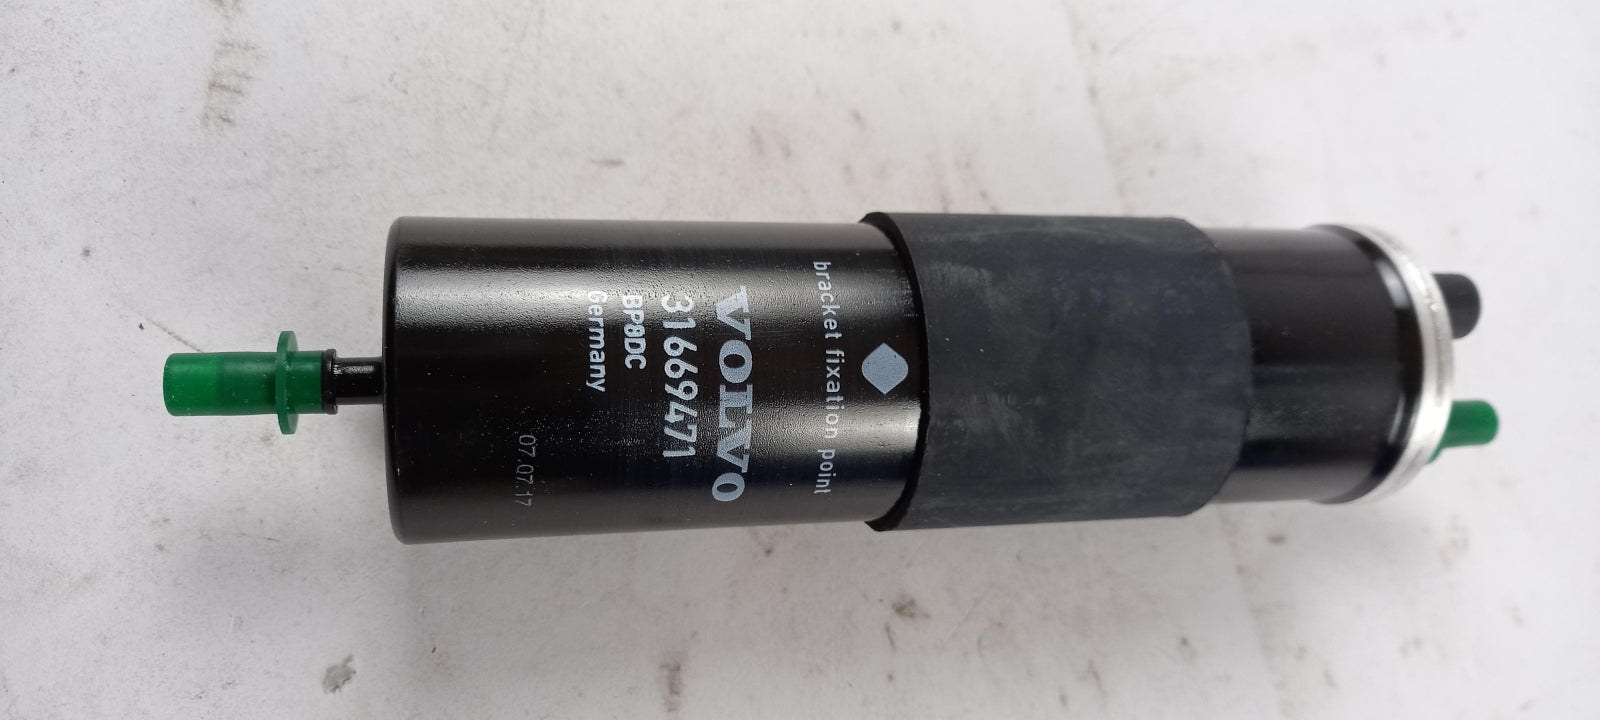 bracket fixation point
VOLVO
31669471
BP8DC
Germany
07.07.17